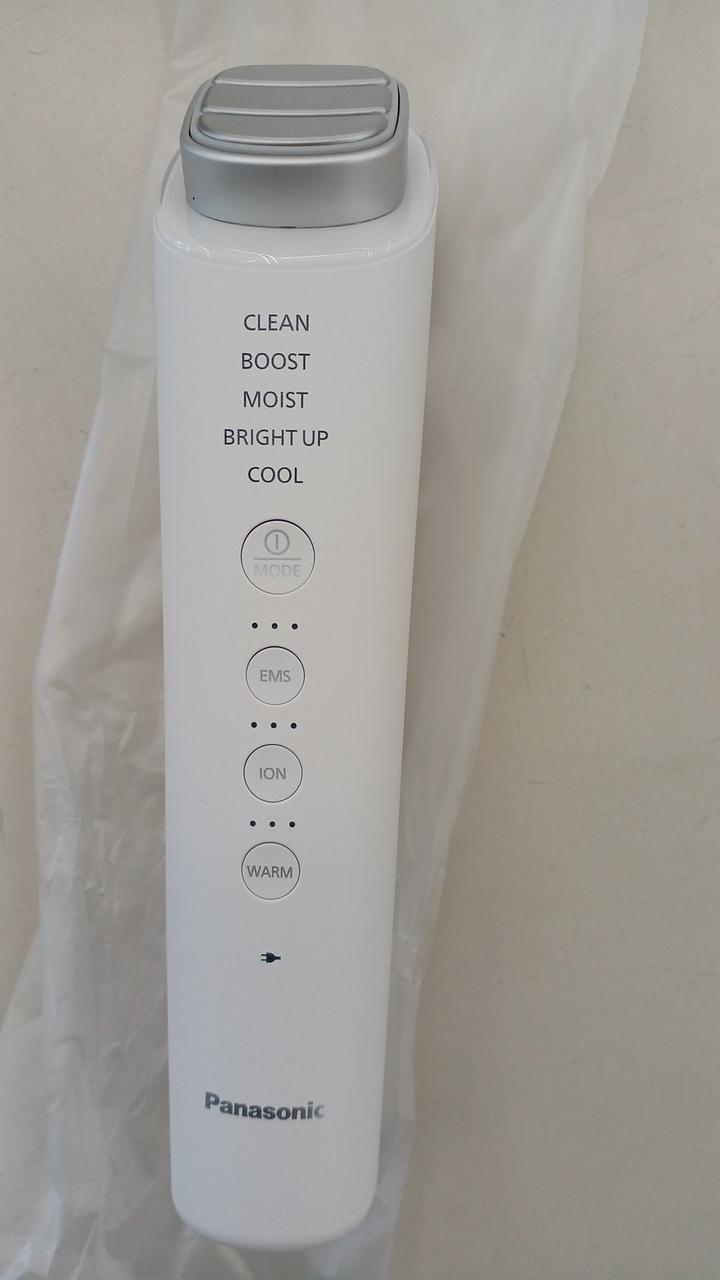 CLEAN
BOOST
MOIST
BRIGHT UP
COOL
MODE
EMS
ION
WARM
Panasonic